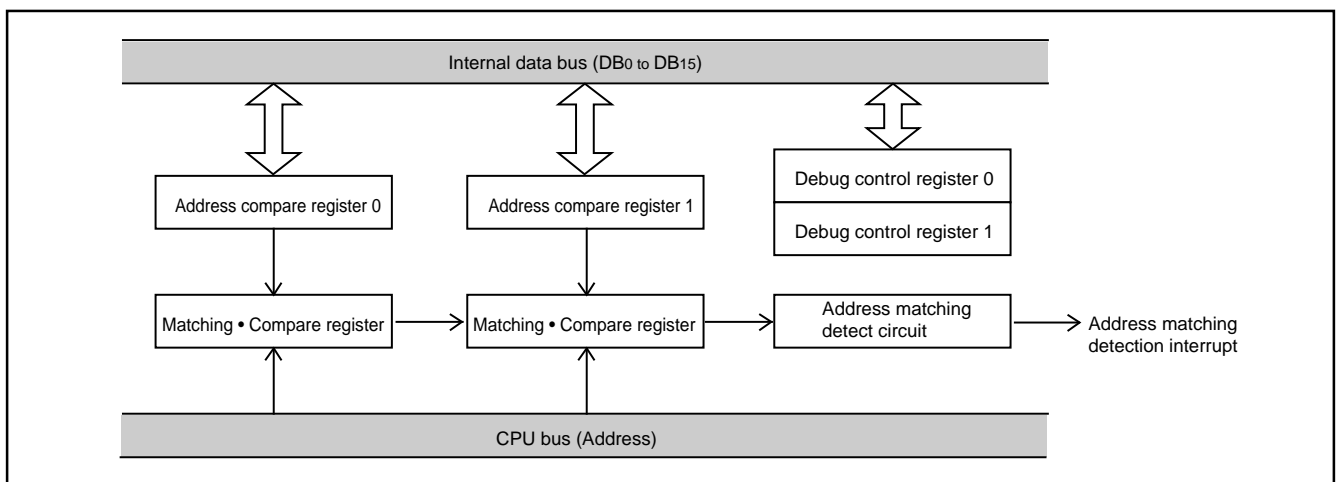 Internal data bus (DB0 to DB15)
Address compare register 0
Address compare register 1
Debug control register 0
Debug control register 1
Matching • Compare register
Matching • Compare register
Address matching
detect circuit
Address matching
detection interrupt
CPU bus (Address)